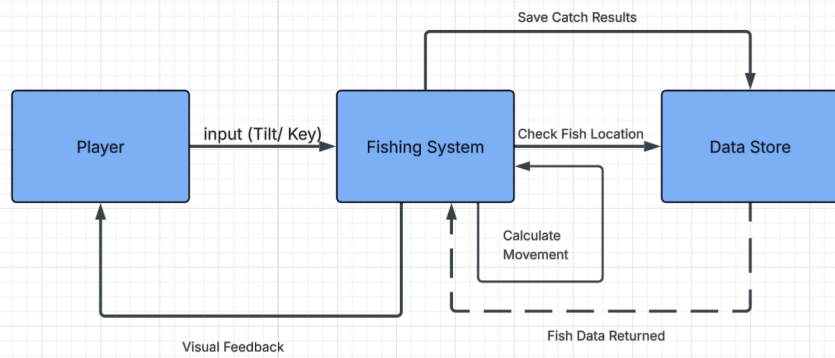 Save Catch Results
Player
input (Tilt/ Key)
Fishing System
Check Fish Location
Data Store
Calculate
Movement
Fish Data Returned
Visual Feedback